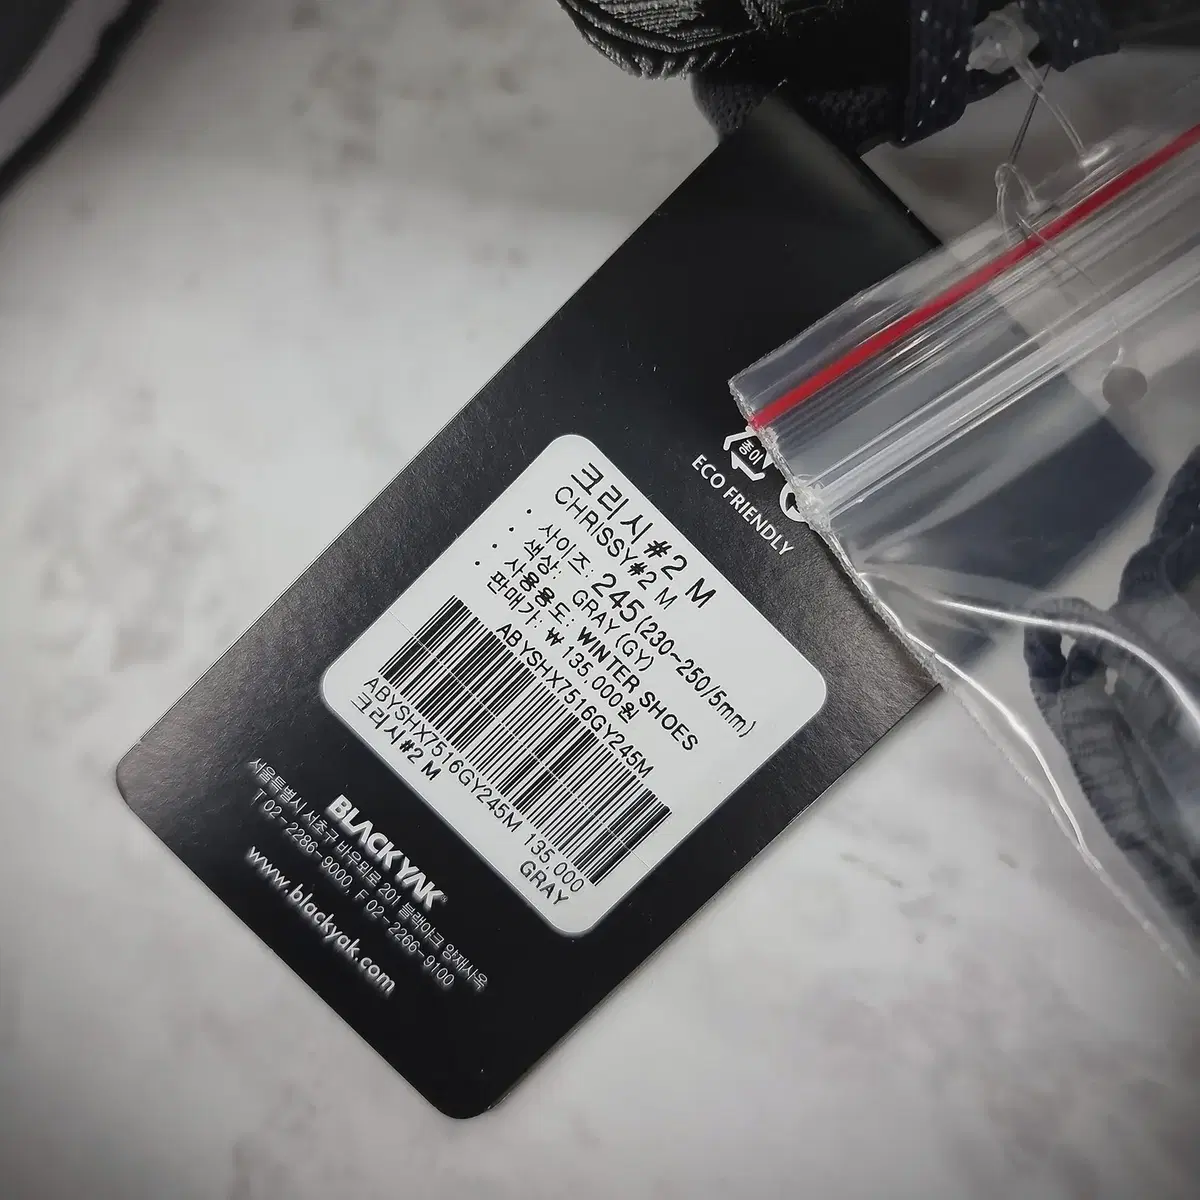 종이
ECO FRIENDLY
크리시#2 M
CHRISSY#2 M
· 사이즈: 245(230~250/5mm)
· 색상: GRAY (GY)
· 사용용도: WINTER SHOES
· 판매가: ₩ 135,000원
ABYSHX7516GY245M
ABYSHX7516GY245M 135,000
크리시#2 M GRAY
BLACKYAK
서울특별시 서초구 바우뫼로 201 블랙야크 양재사옥
T 02-2286-9000, F 02-2266-9100
www.blackyak.com